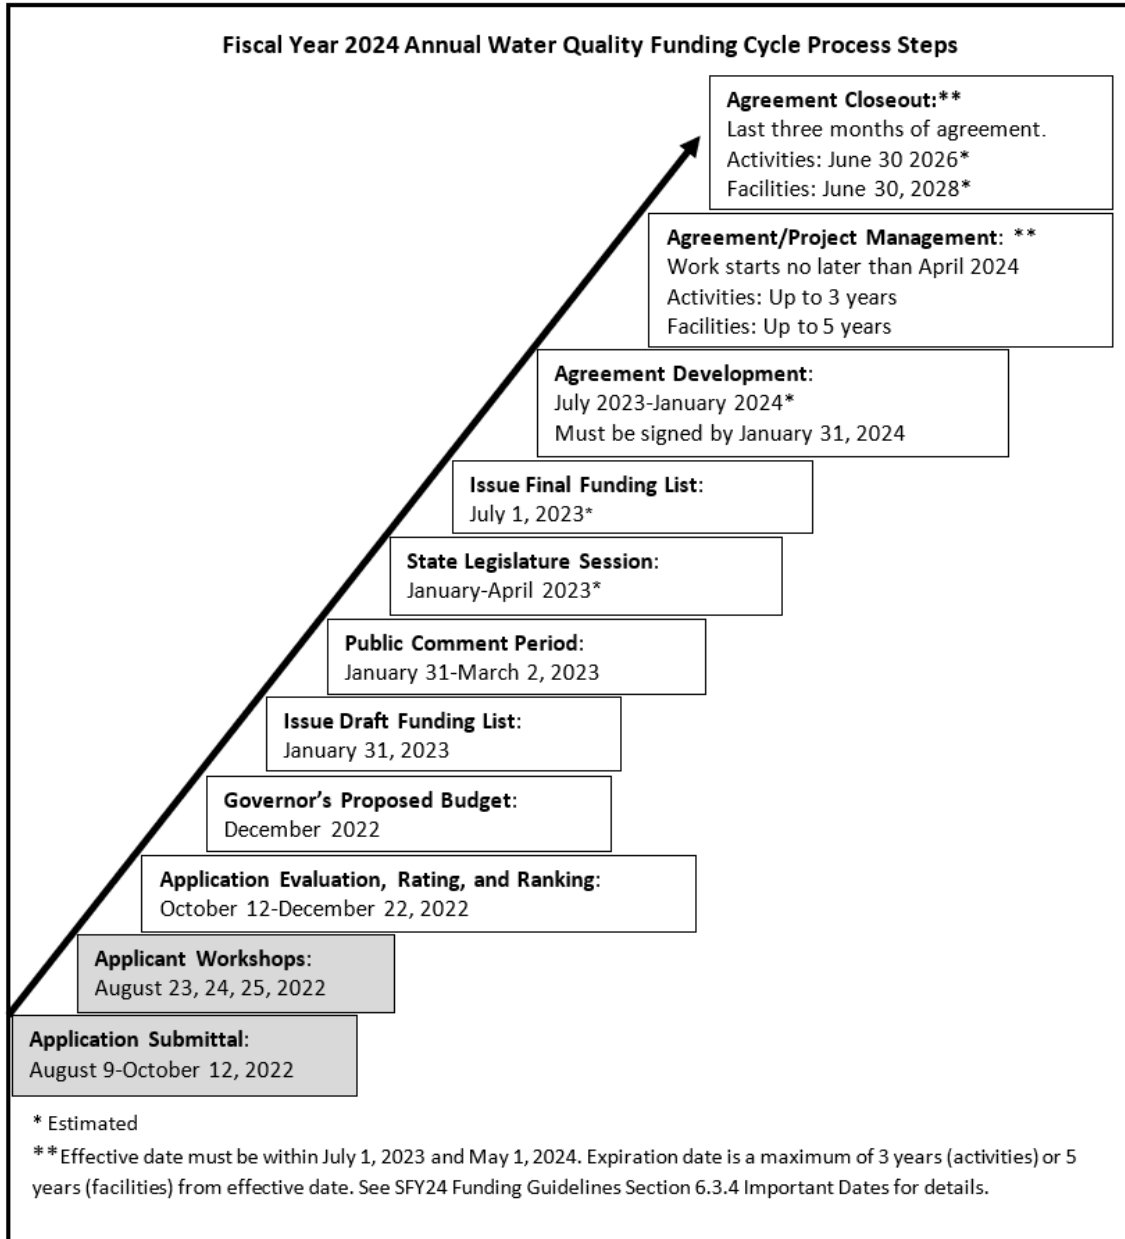 Fiscal Year 2024 Annual Water Quality Funding Cycle Process Steps
Agreement Closeout:**
Last three months of agreement.
Activities: June 30 2026*
Facilities: June 30, 2028*
Agreement/Project Management: **
Work starts no later than April 2024
Activities: Up to 3 years
Facilities: Up to 5 years
Agreement Development:
July 2023-January 2024*
Must be signed by January 31, 2024
Issue Final Funding List:
July 1, 2023*
State Legislature Session:
January-April 2023*
Public Comment Period:
January 31-March 2, 2023
Issue Draft Funding List:
January 31, 2023
Governor's Proposed Budget:
December 2022
Application Evaluation, Rating, and Ranking:
October 12-December 22, 2022
Applicant Workshops:
August 23, 24, 25, 2022
Application Submittal:
August 9-October 12, 2022
* Estimated
**Effective date must be within July 1, 2023 and May 1, 2024. Expiration date is a maximum of 3 years (activities) or 5
years (facilities) from effective date. See SFY24 Funding Guidelines Section 6.3.4 Important Dates for details.